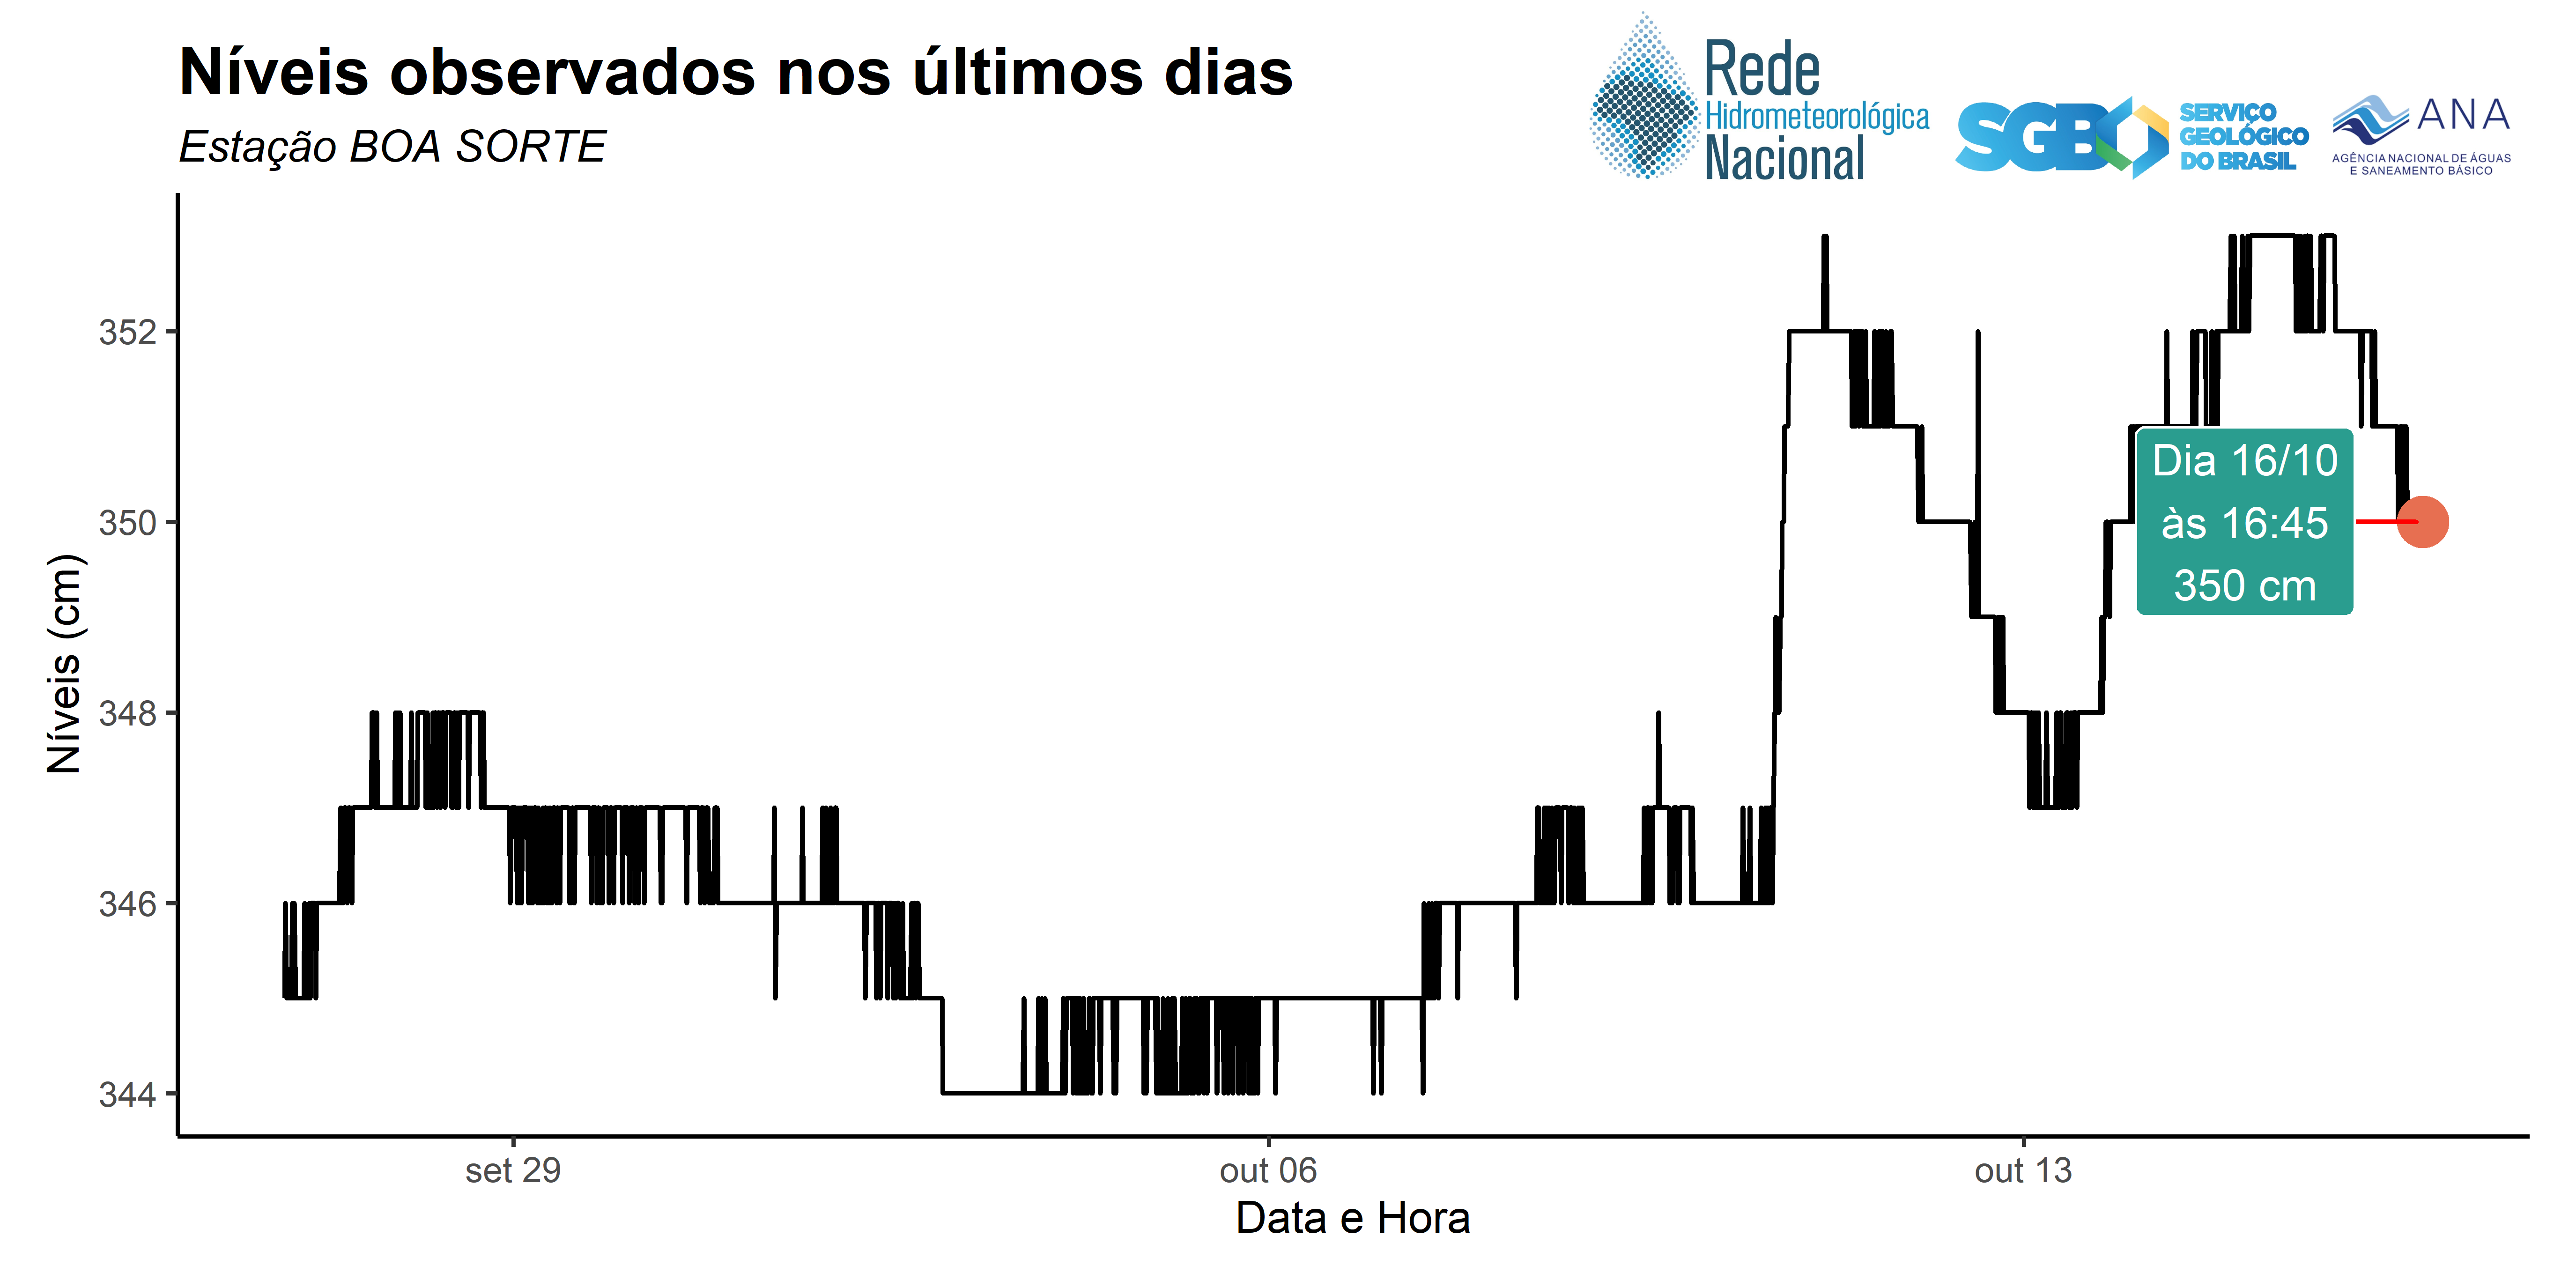 Níveis observados nos últimos dias
Estação BOA SORTE
Rede
Hidrometeorológica
Nacional
SGB
SERVIÇO
GEOLÓGICO
DO BRASIL
ANA
AGÊNCIA NACIONAL DE ÁGUAS
E SANEAMENTO BÁSICO
Níveis (cm)
352
350
348
346
344
Dia 16/10
às 16:45
350 cm
set 29
out 06
out 13
Data e Hora